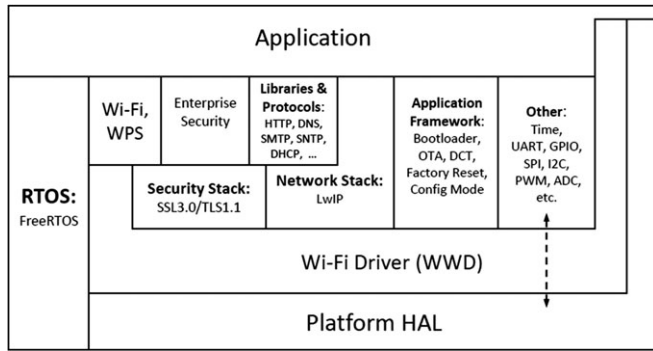 Application
Wi-Fi,
WPS
Enterprise
Security
Libraries &
Protocols:
HTTP, DNS,
SMTP, SNTP,
DHCP, ...
Application
Framework:
Bootloader,
OTA, DCT,
Factory Reset,
Config Mode
Other:
Time,
UART, GPIO,
SPI, I2C,
PWM, ADC,
etc.
RTOS:
FreeRTOS
Security Stack:
SSL3.0/TLS1.1
Network Stack:
LwIP
Wi-Fi Driver (WWD)
Platform HAL